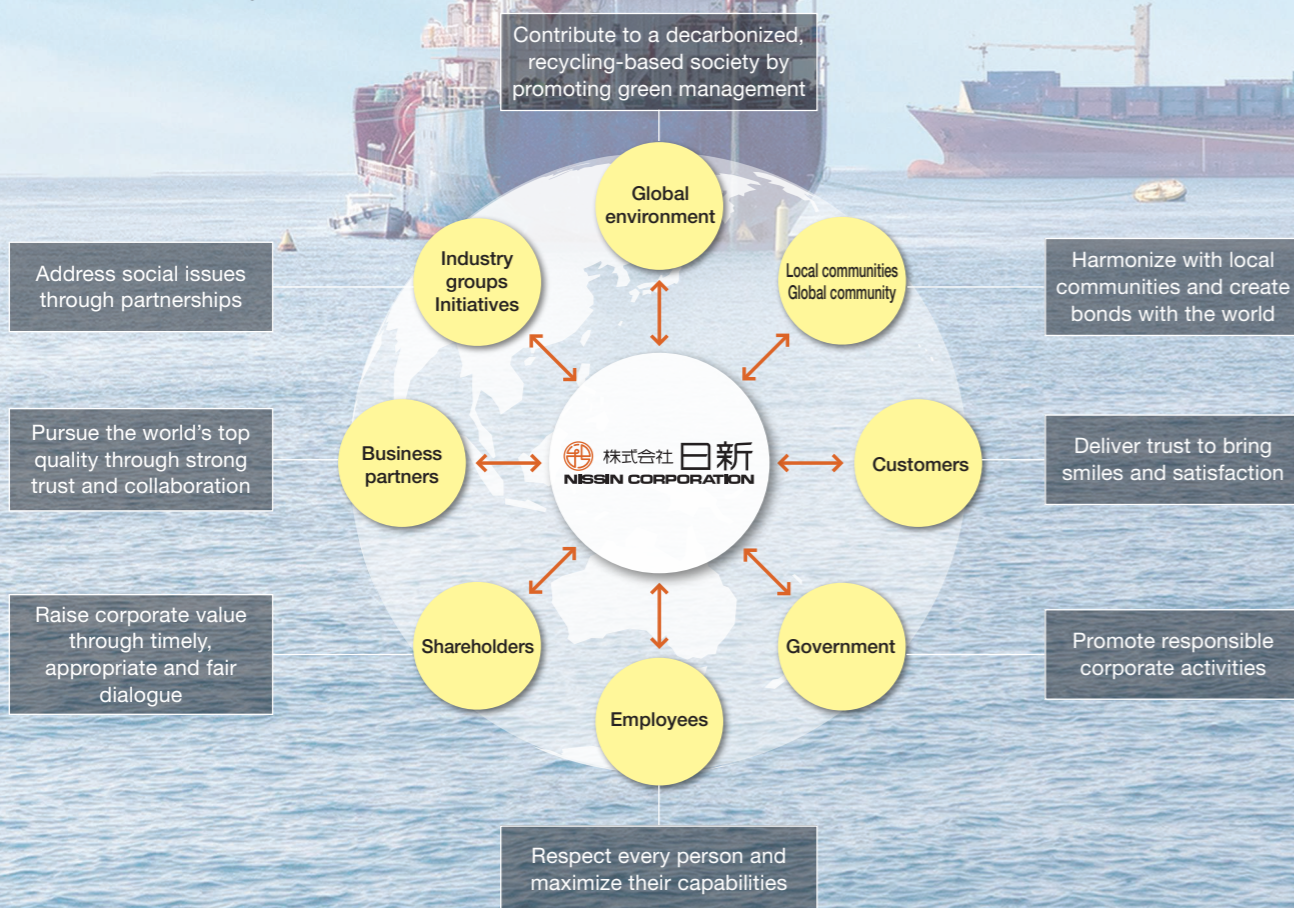 Contribute to a decarbonized,
recycling-based society by
promoting green management
Global
environment
Industry
groups
Initiatives
Local communities
Global community
Address social issues
through partnerships
Harmonize with local
communities and create
bonds with the world
Pursue the world's top
quality through strong
trust and collaboration
Business
partners
株式会社 日新
NISSIN CORPORATION
Customers
Deliver trust to bring
smiles and satisfaction
Raise corporate value
through timely,
appropriate and fair
dialogue
Shareholders
Government
Promote responsible
corporate activities
Employees
Respect every person and
maximize their capabilities